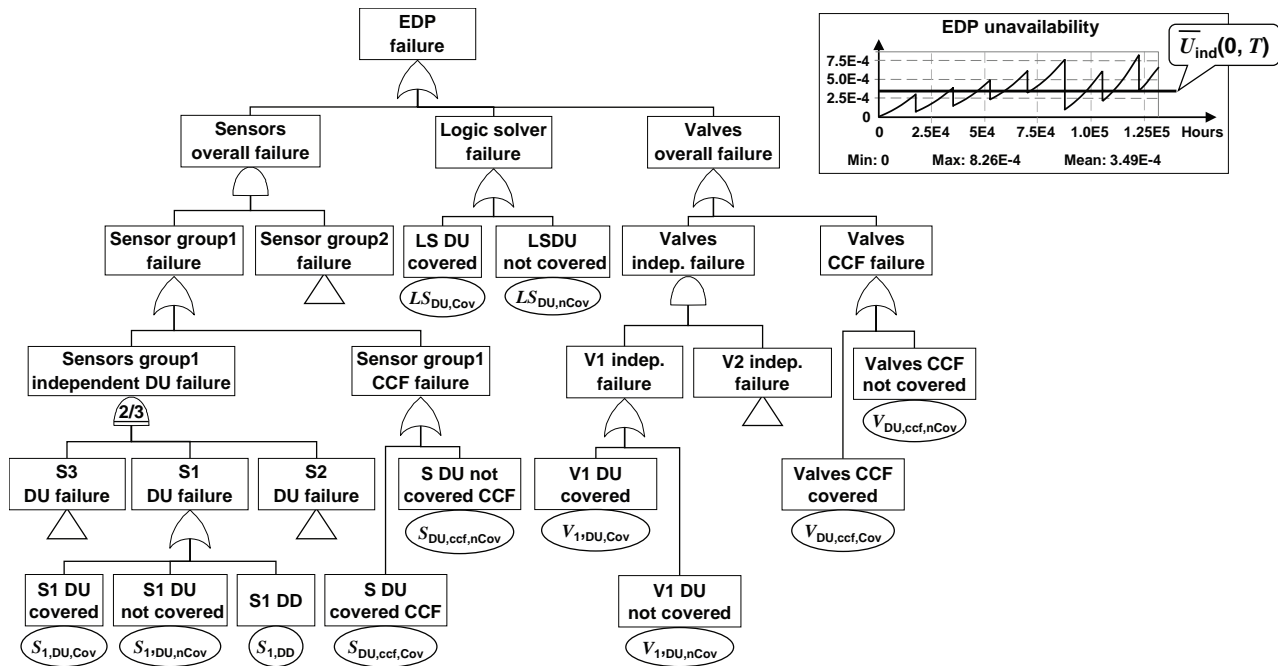 EDP
failure
EDP unavailability
U̅ind(0, T)
7.5E-4
5.0E-4
2.5E-4
0
0
2.5E4
5E4
7.5E4
1.0E5
1.25E5
Hours
Min: 0
Max: 8.26E-4
Mean: 3.49E-4
Sensors
overall failure
Logic solver
failure
Valves
overall failure
Sensor group1
failure
Sensor group2
failure
LS DU
covered
LSDU
not covered
Valves
indep. failure
Valves
CCF failure
LSDU,Cov
LSDU,nCov
Sensors group1
independent DU failure
Sensor group1
CCF failure
V1 indep.
failure
V2 indep.
failure
Valves CCF
not covered
VDU,ccf,nCov
2/3
S3
DU failure
S1
DU failure
S2
DU failure
S DU not
covered CCF
SDU,ccf,nCov
V1 DU
covered
V1,DU,Cov
Valves CCF
covered
VDU,ccf,Cov
S1 DU
covered
S1 DU
not covered
S1 DD
S DU
covered CCF
V1 DU
not covered
S1,DU,Cov
S1,DU,nCov
S1,DD
SDU,ccf,Cov
V1,DU,nCov